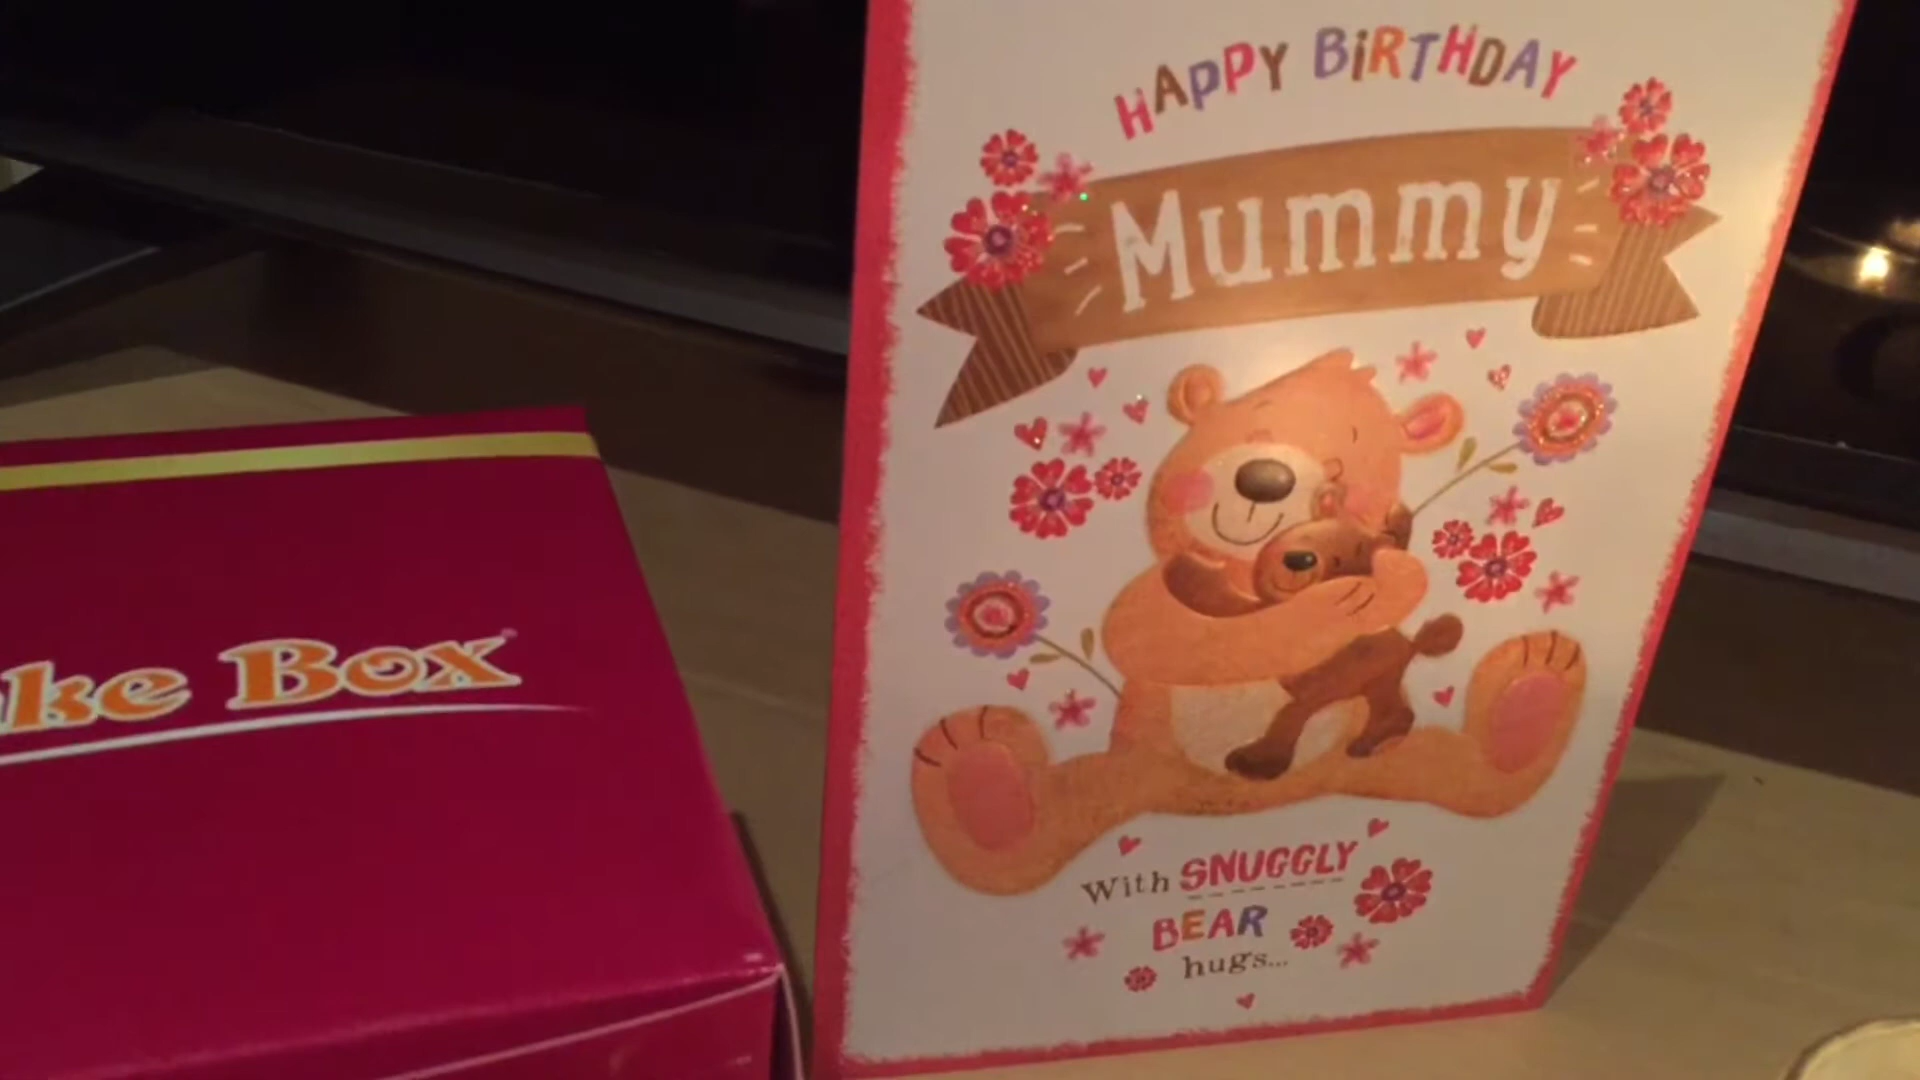 HAPPY BIRTHDAY
Mummy
With SNUGGLY
BEAR
hugs...
ke Box